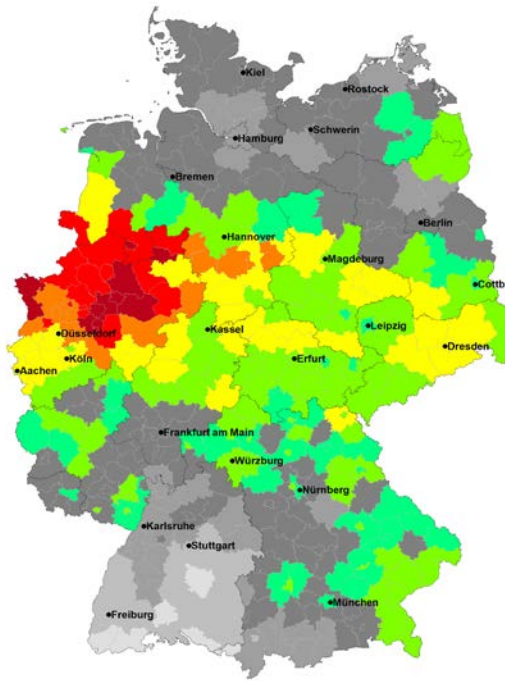 Kiel
Rostock
Hamburg
Schwerin
Bremen
Berlin
Hannover
Magdeburg
Cottb
Düsseldorf
Kassel
Leipzig
Köln
Erfurt
Dresden
Aachen
Frankfurt am Main
Würzburg
Nürnberg
Karlsruhe
Stuttgart
Freiburg
München